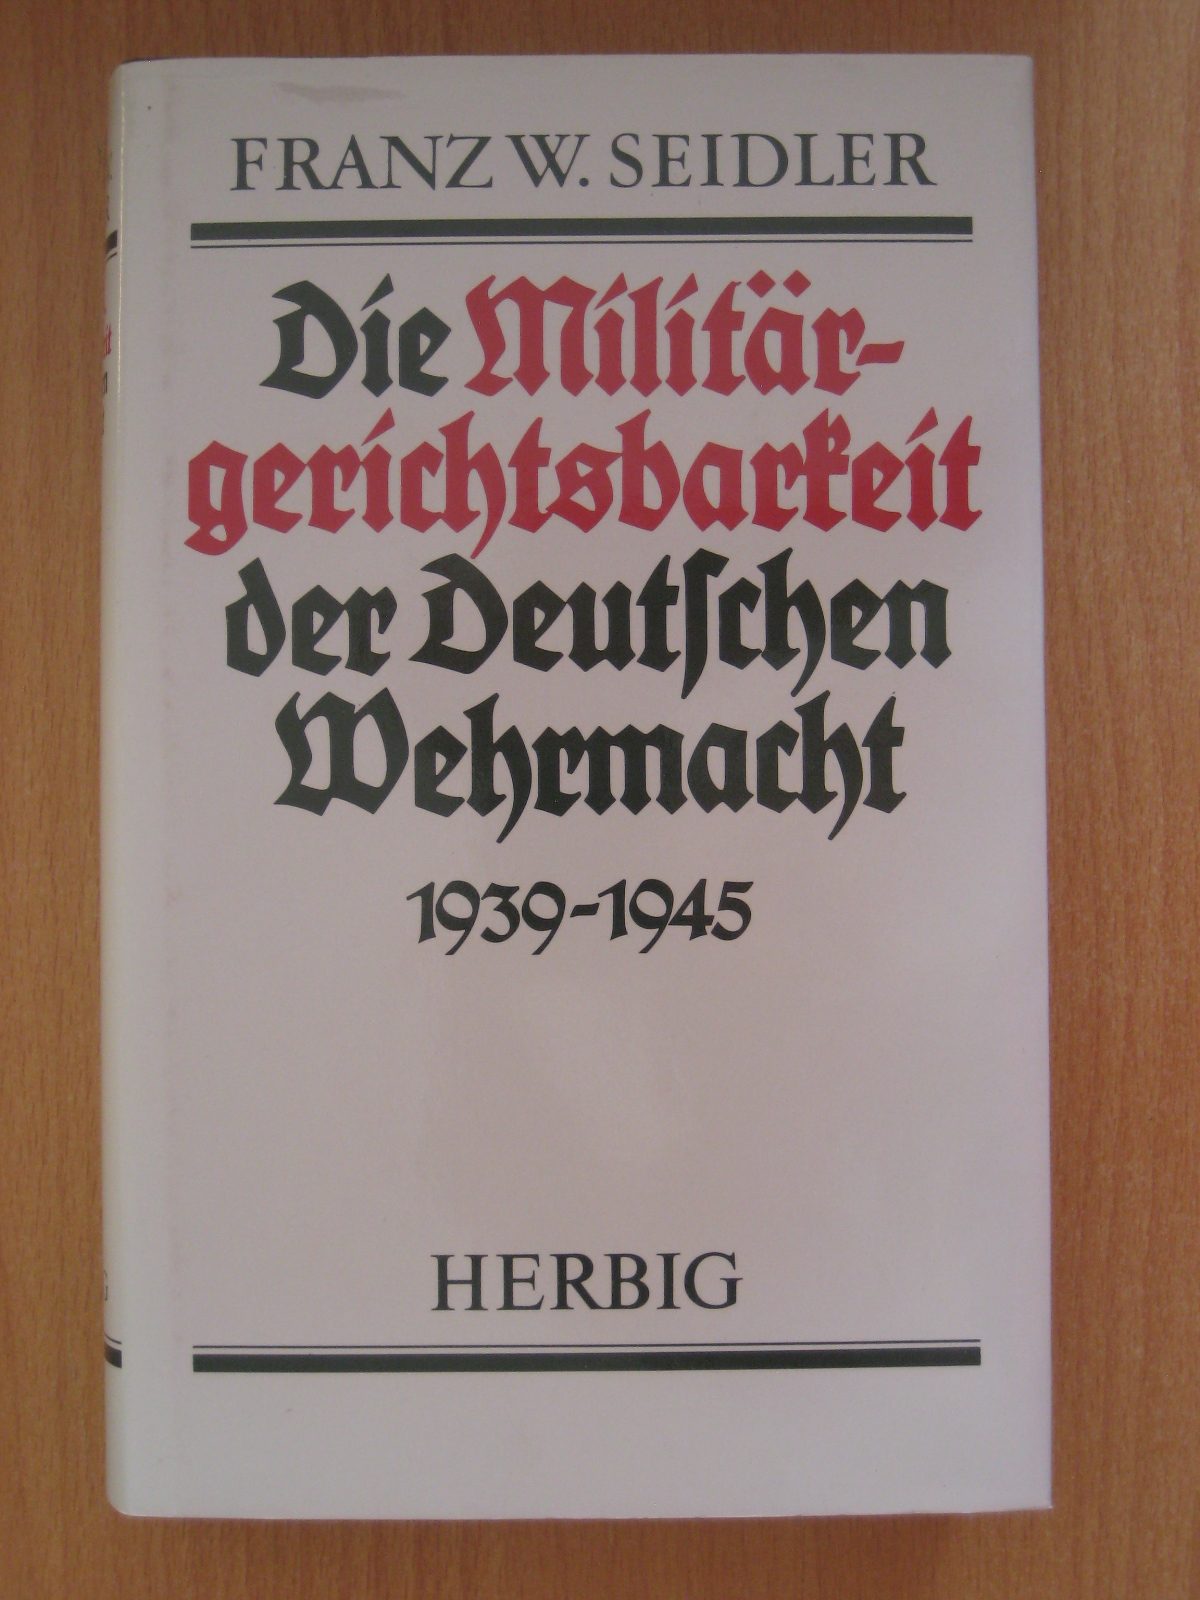 FRANZ W. SEIDLER
Die Militär-
gerichtsbarkeit
der Deutſchen
Wehrmacht
1939-1945
HERBIG